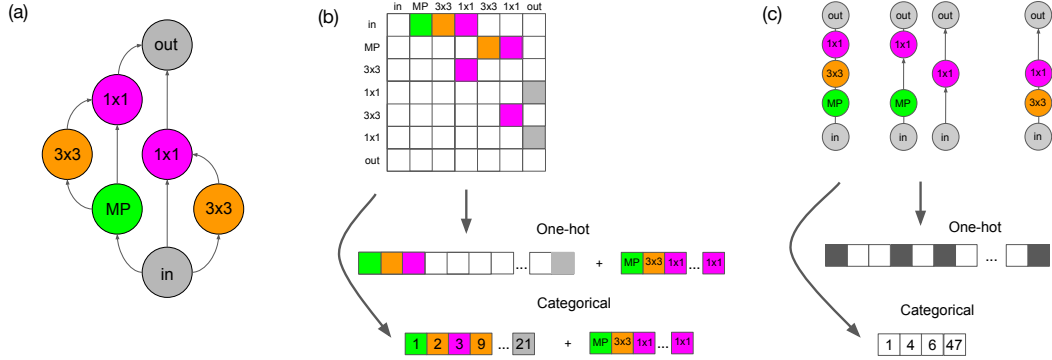 (a)
out
1x1
3x3
1x1
MP
3x3
in
(b)
in MP 3x3 1x1 3x3 1x1 out
in
MP
3x3
1x1
3x3
1x1
out
One-hot
... + MP 3x3 1x1 ... 1x1
Categorical
1 2 3 9 ... 21 + MP 3x3 1x1 ... 1x1
(c)
out out out out
1x1 1x1
3x3 1x1 1x1
MP MP 3x3
in in in in
One-hot
...
Categorical
1 4 6 47